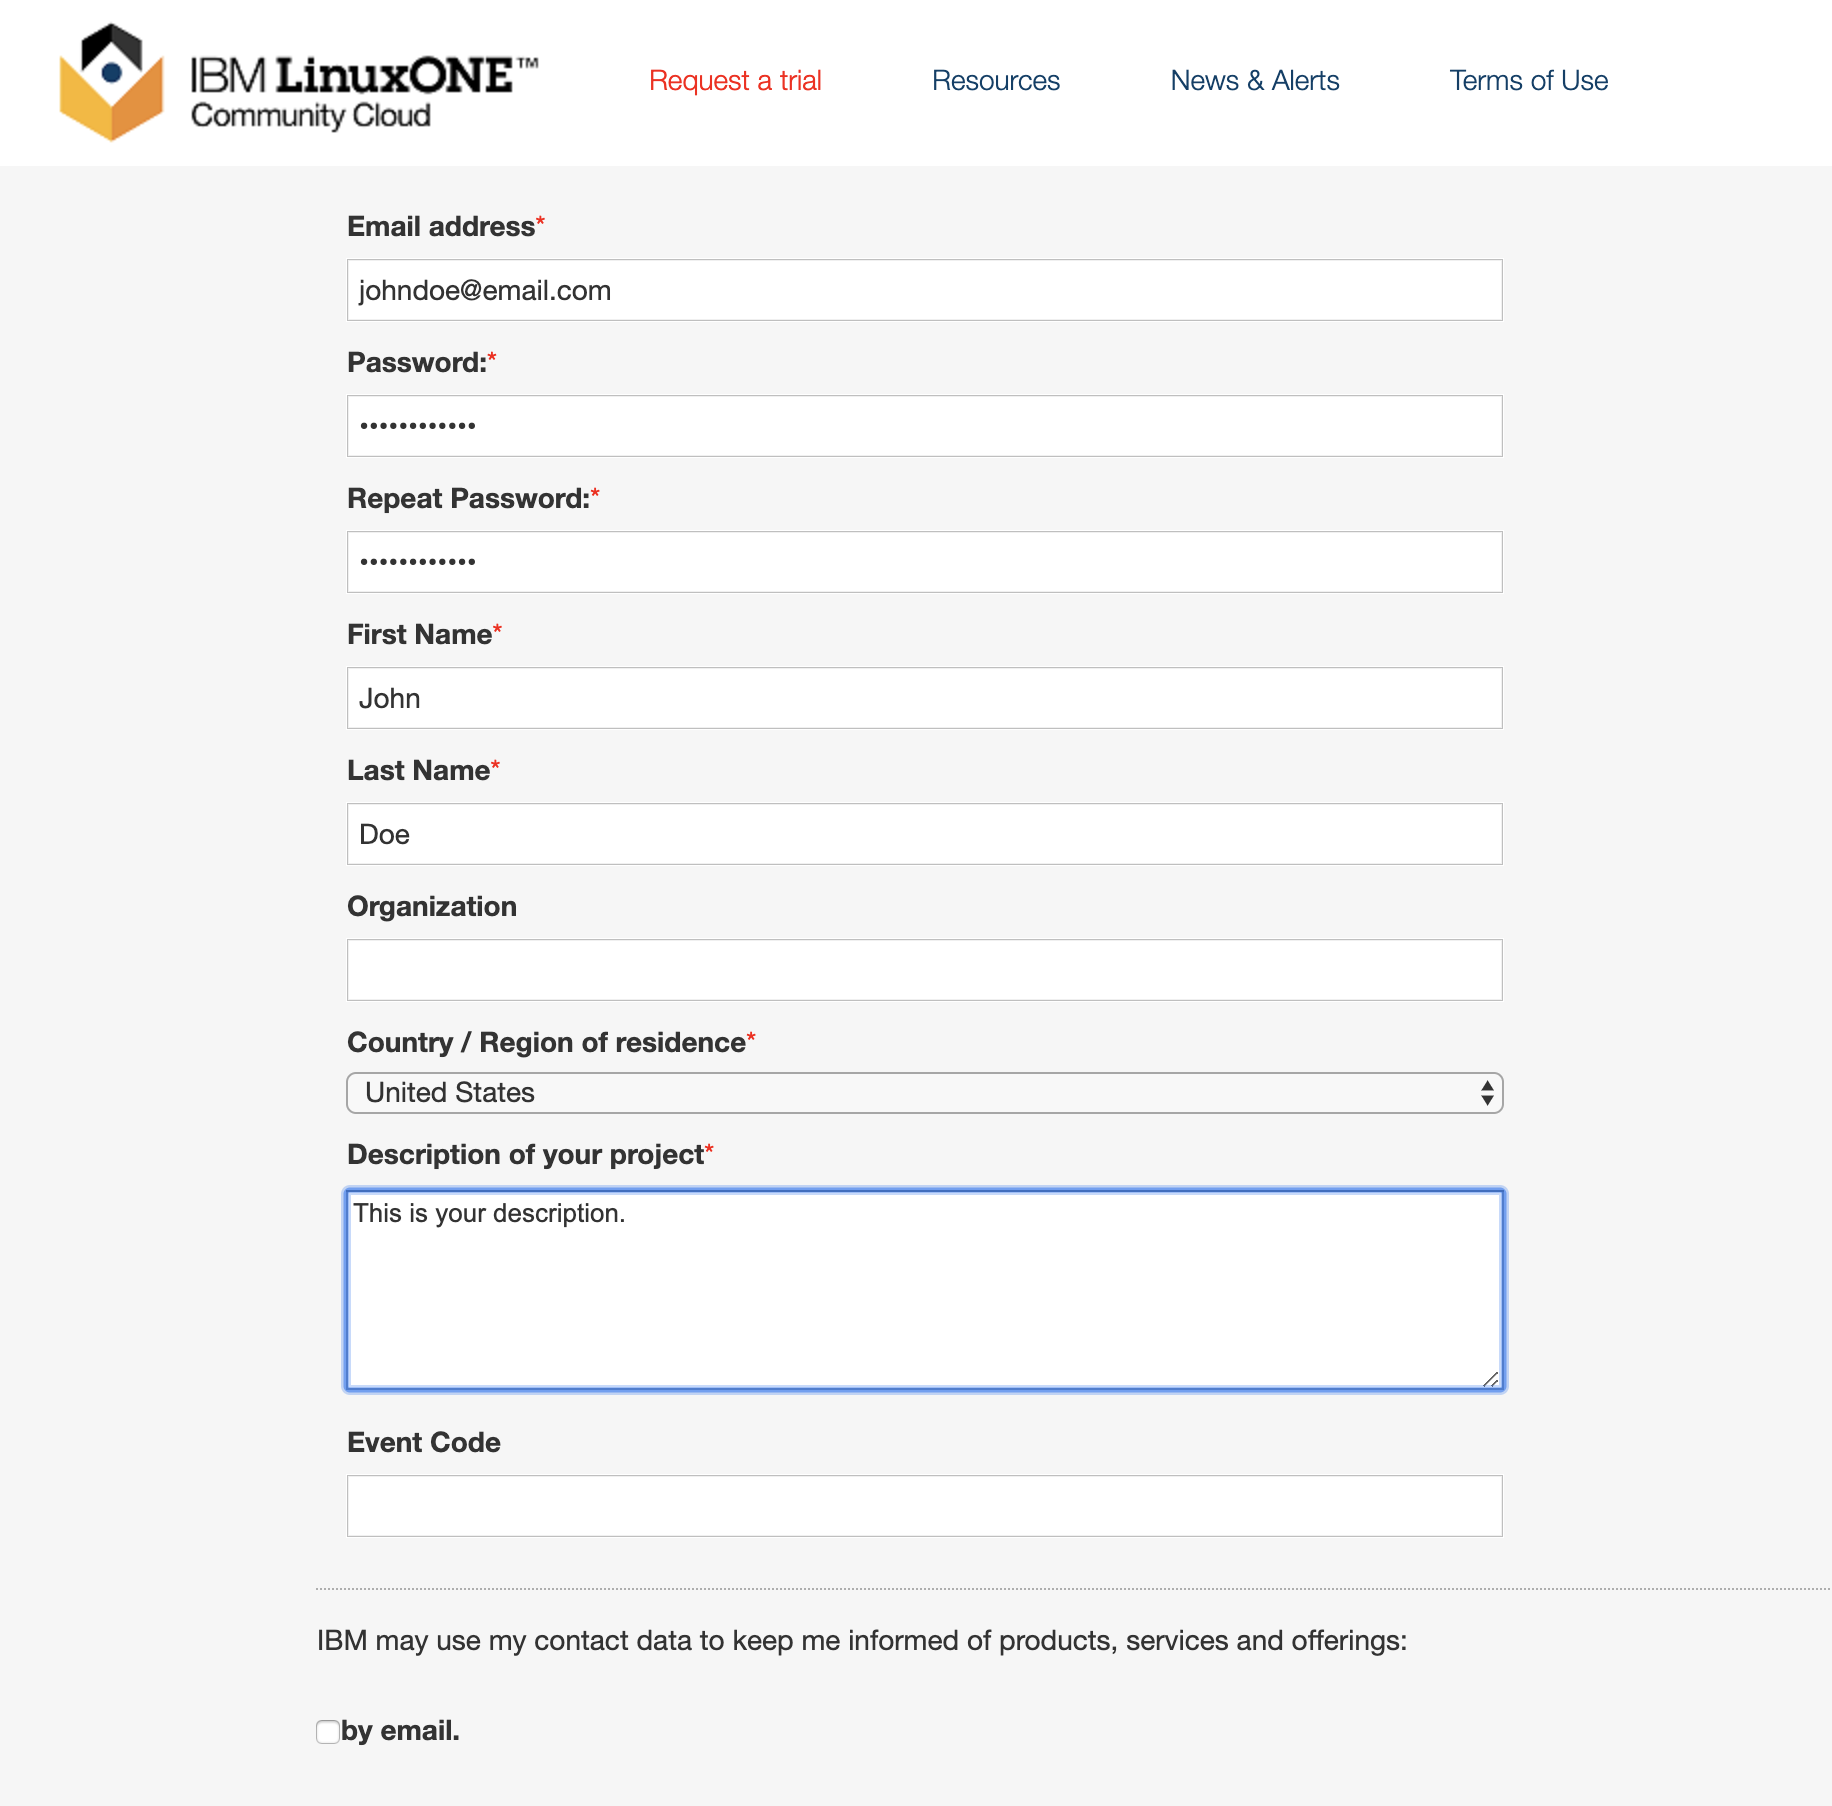 IBM LinuxONE™
Community Cloud
Request a trial
Resources
News & Alerts
Terms of Use
Email address*
johndoe@email.com
Password:*
••••••••••••
Repeat Password:*
••••••••••••
First Name*
John
Last Name*
Doe
Organization
Country / Region of residence*
United States
Description of your project*
This is your description.
Event Code
IBM may use my contact data to keep me informed of products, services and offerings:
by email.